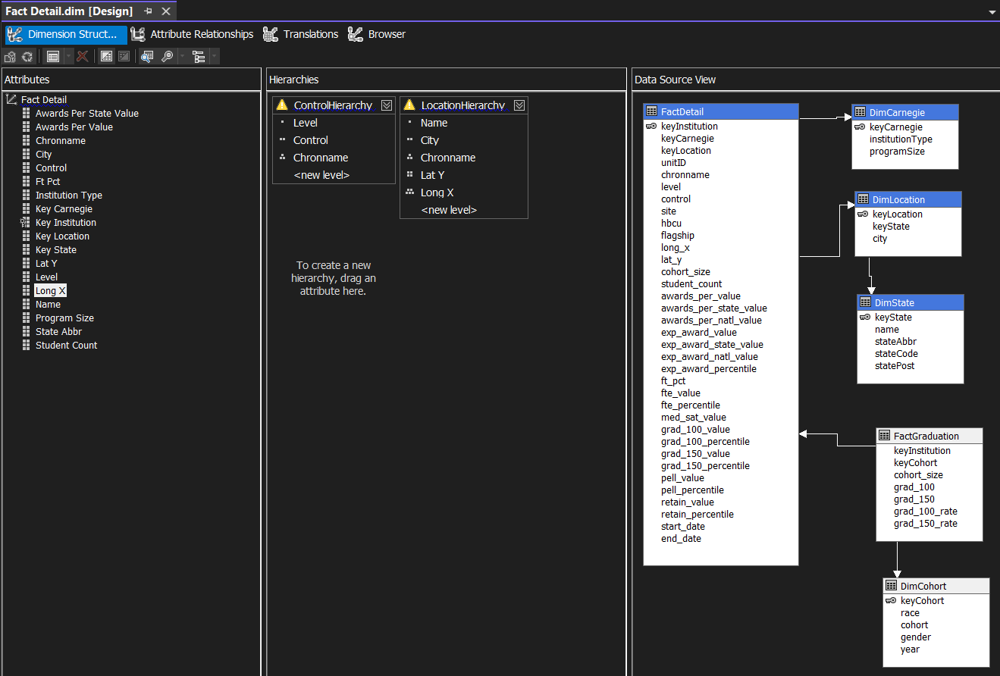 Fact Detail.dim [Design]
Dimension Struct...
Attribute Relationships
Translations
Browser
Attributes
Fact Detail
Awards Per State Value
Awards Per Value
Chronname
City
Control
Ft Pct
Institution Type
Key Carnegie
Key Institution
Key Location
Key State
Lat Y
Level
Long X
Name
Program Size
State Abbr
Student Count
Hierarchies
ControlHierarchy
Level
Control
Chronname
<new level>
LocationHierarchy
Name
City
Chronname
Lat Y
Long X
<new level>
To create a new
hierarchy, drag an
attribute here.
Data Source View
FactDetail
keyInstitution
keyCarnegie
keyLocation
unitID
chronname
level
control
site
hbcu
flagship
long_x
lat_y
cohort_size
student_count
awards_per_value
awards_per_state_value
awards_per_natl_value
exp_award_value
exp_award_state_value
exp_award_natl_value
exp_award_percentile
ft_pct
fte_value
fte_percentile
med_sat_value
grad_100_value
grad_100_percentile
grad_150_value
grad_150_percentile
pell_value
pell_percentile
retain_value
retain_percentile
start_date
end_date
DimCarnegie
keyCarnegie
institutionType
programSize
DimLocation
keyLocation
keyState
city
DimState
keyState
name
stateAbbr
stateCode
statePost
FactGraduation
keyInstitution
keyCohort
cohort_size
grad_100
grad_150
grad_100_rate
grad_150_rate
DimCohort
keyCohort
race
cohort
gender
year